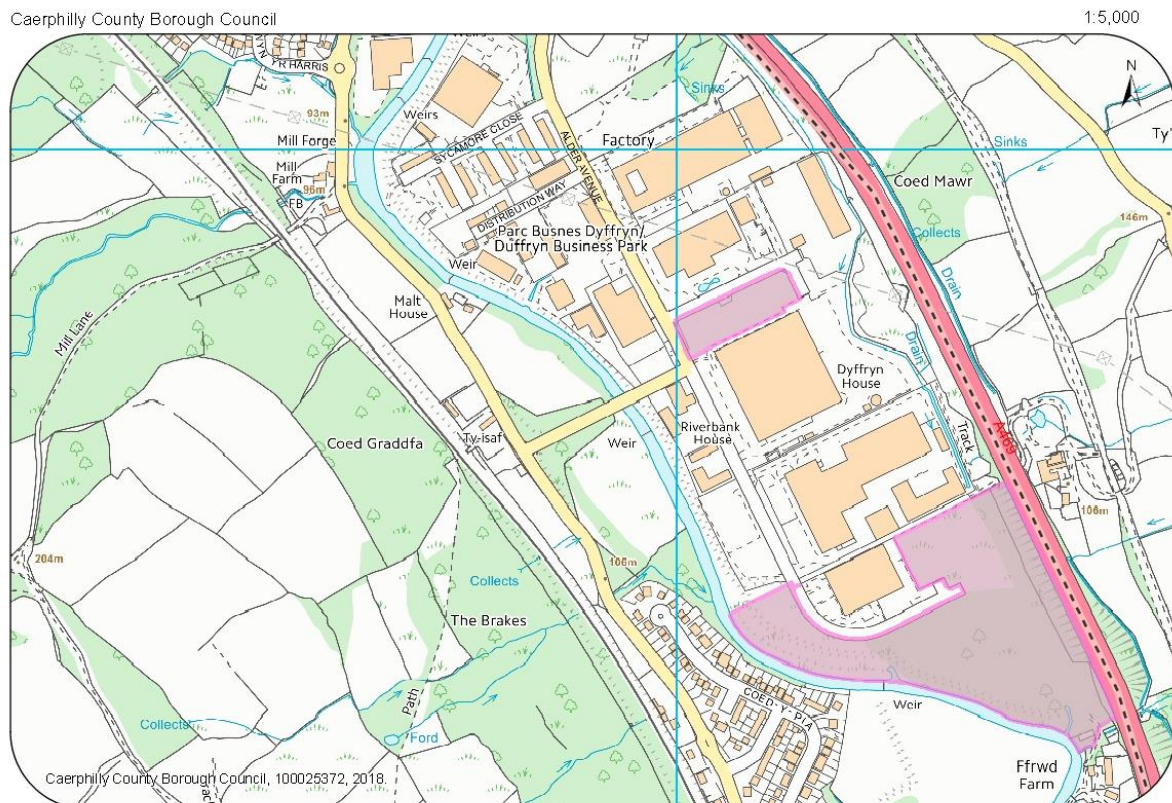 Caerphilly County Borough Council
1:5,000
N
Weirs
YR HARRIS
Sinks
93m
Weirs
SYCAMORE CLOSE
ALDER AVENUE
Factory
Mill Forge
Sinks
Ty
Mill
Farm
96m
FB
DISTRIBUTION WAY
Coed Mawr
146m
Parc Busnes Dyffryn/
Duffryn Business Park
Collects
Weir
Drain
Malt
House
Mill Lane
Drain
Dyffryn
House
Riverbank
House
Track
A469
Coed Graddfa
Ty-isaf
Weir
106m
204m
106m
Collects
The Brakes
Path
COED-Y-PIA
Weir
Collects
Ford
Ffrwd
Farm
Caerphilly County Borough Council, 100025372, 2018.